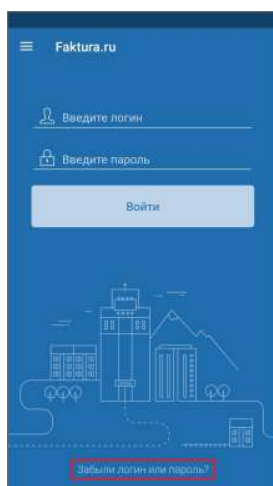 Faktura.ru
Введите логин
Введите пароль
Войти
Забыли логин или пароль?